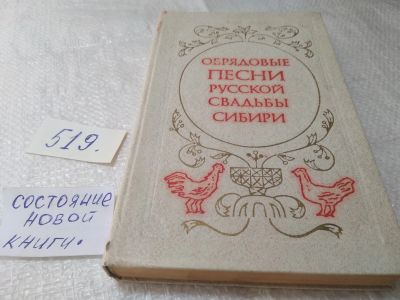 ОБРЯДОВЫЕ
ПЕСНИ
РУССКОЙ
СВАДЬБЫ
СИБИРИ
519.
СОСТОЯНИЕ
НОВОЙ
КНИГИ.